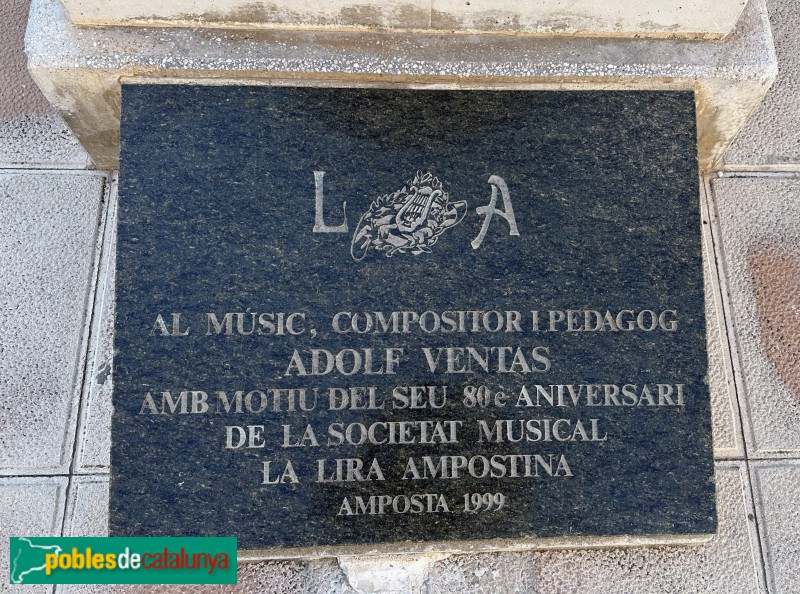 L A
AL MÚSIC, COMPOSITOR I PEDAGOG
ADOLF VENTAS
AMB MOTIU DEL SEU 80è ANIVERSARI
DE LA SOCIETAT MUSICAL
LA LIRA AMPOSTINA
AMPOSTA 1999
poblesdecatalunya